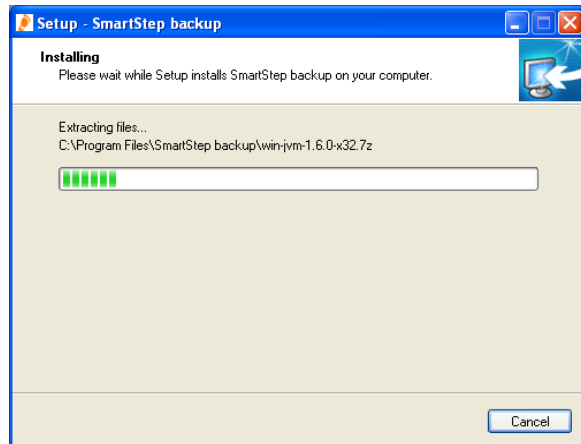 Setup - SmartStep backup
Installing
Please wait while Setup installs SmartStep backup on your computer.
Extracting files...
C:\Program Files\SmartStep backup\win-jvm-1.6.0-x32.7z
Cancel